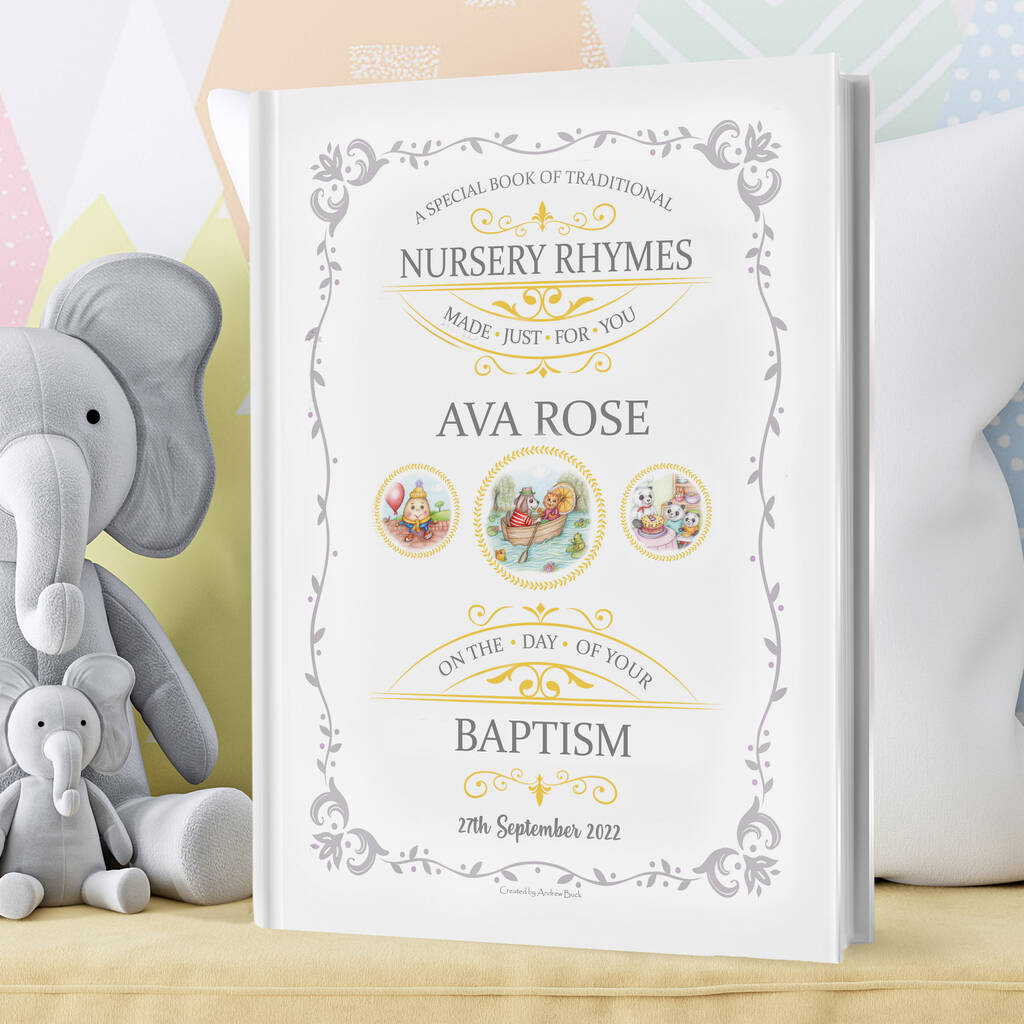 A SPECIAL BOOK OF TRADITIONAL
NURSERY RHYMES
MADE • JUST • FOR • YOU
AVA ROSE
ON THE • DAY • OF YOUR
BAPTISM
27th September 2022
Created by Andrew Buck